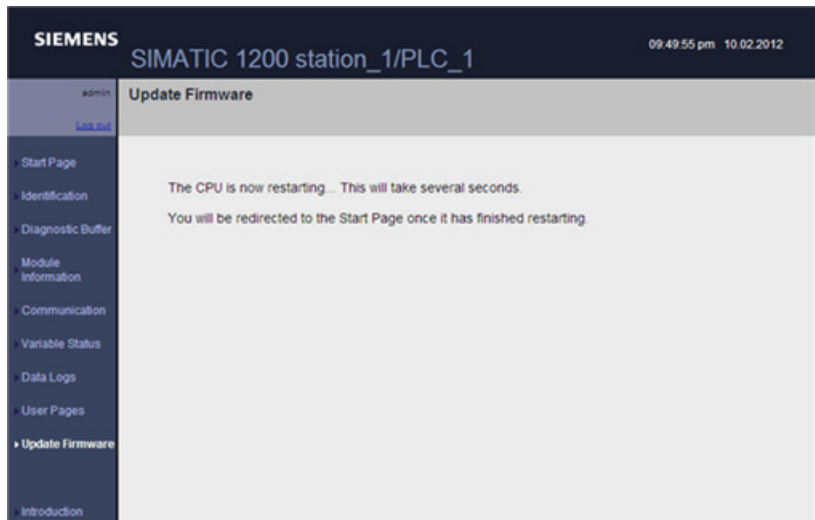 SIEMENS
SIMATIC 1200 station_1/PLC_1
09:49:55 pm 10.02.2012
admin
Log out
Update Firmware
Start Page
Identification
Diagnostic Buffer
Module
Information
Communication
Variable Status
Data Logs
User Pages
Update Firmware
Introduction
The CPU is now restarting... This will take several seconds.
You will be redirected to the Start Page once it has finished restarting.